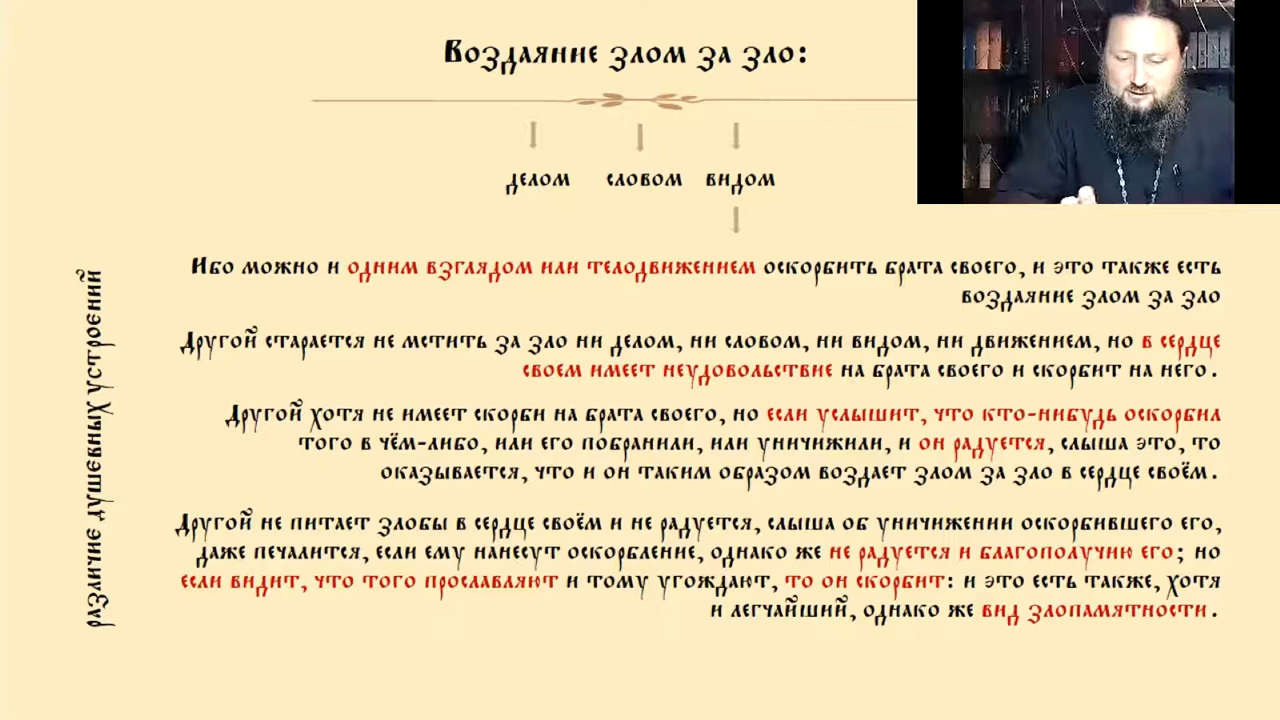 Воздаяние злом за зло:
делом словом видом
Ибо можно и одним взглядом или телодвижением оскорбить брата своего, и это также есть
воздаяние злом за зло
Другой старается не мстить за зло ни делом, ни словом, ни видом, ни движением, но в сердце
своем имеет неудовольствие на брата своего и скорбит на него.
Другой хотя не имеет скорби на брата своего, но если услышит, что кто-нибудь оскорбил
того в чём-либо, или его побранили, или уничижили, и он радуется, слыша это, то
оказывается, что и он таким образом воздает злом за зло в сердце своём.
Другой не питает злобы в сердце своём и не радуется, слыша об уничижении оскорбившего его,
даже печалится, если ему нанесут оскорбление, однако же не радуется и благополучию его; но
если видит, что того прославляют и тому угождают, то он скорбит: и это есть также, хотя
и легчайший, однако же вид злопамятности.
различие душевных устроений